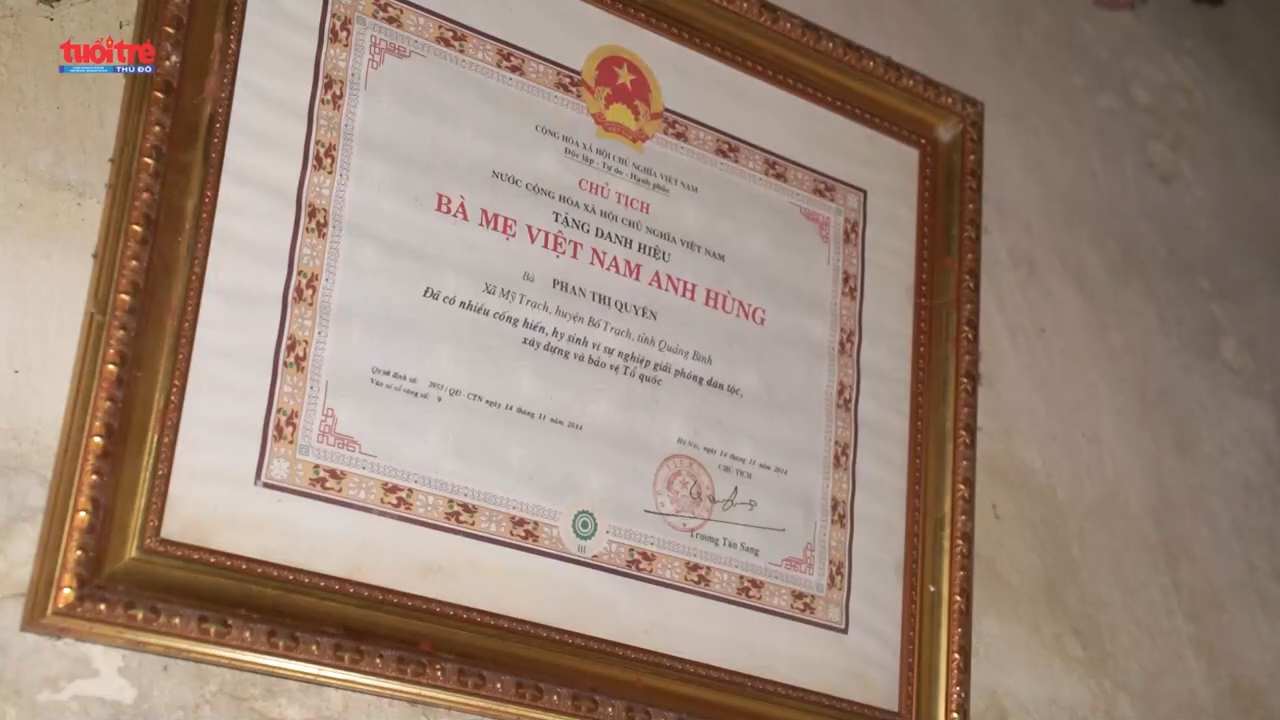 tuổitrẻ
THỦ ĐÔ
CỘNG HÒA XÃ HỘI CHỦ NGHĨA VIỆT NAM
Độc lập - Tự do - Hạnh phúc
CHỦ TỊCH
NƯỚC CỘNG HÒA XÃ HỘI CHỦ NGHĨA VIỆT NAM
TẶNG DANH HIỆU
BÀ MẸ VIỆT NAM ANH HÙNG
Bà PHAN THỊ QUYÊN
Xã Mỹ Trạch, huyện Bố Trạch, tỉnh Quảng Bình
Đã có nhiều cống hiến, hy sinh vì sự nghiệp giải phóng dân tộc,
xây dựng và bảo vệ Tổ quốc
Quyết định số: 2955 / QĐ - CTN ngày 14 tháng 11 năm 2014
Vào sổ số vàng số: 9
Hà Nội, ngày 14 tháng 11 năm 2014
CHỦ TỊCH
Trương Tấn Sang